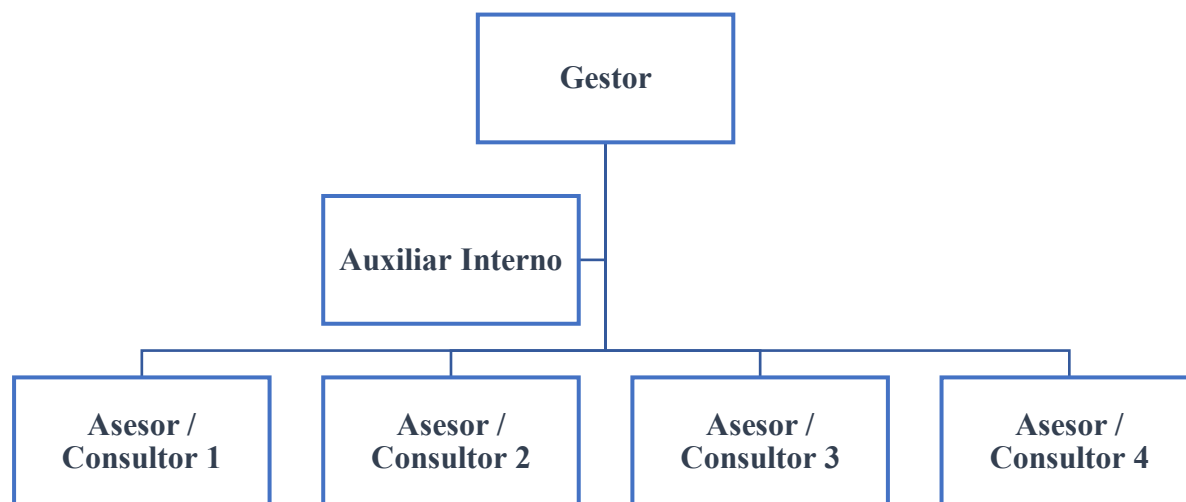 Gestor
Auxiliar Interno
Asesor /
Consultor 1
Asesor /
Consultor 2
Asesor /
Consultor 3
Asesor /
Consultor 4